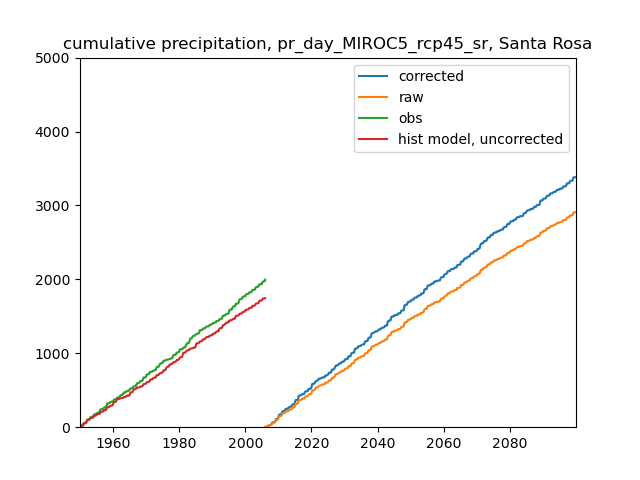 cumulative precipitation, pr_day_MIROC5_rcp45_sr, Santa Rosa
5000
4000
3000
2000
1000
0
corrected
raw
obs
hist model, uncorrected
1960 1980 2000 2020 2040 2060 2080